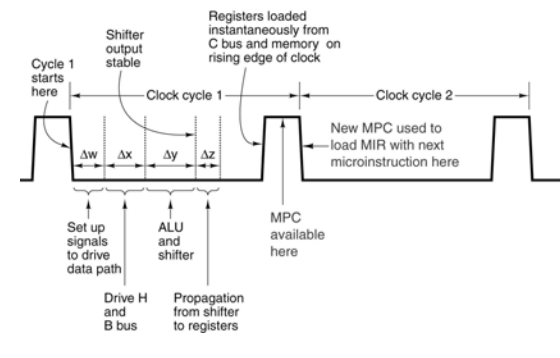 Registers loaded
instantaneously from
C bus and memory on
rising edge of clock
Shifter
output
stable
Cycle 1
starts
here
Clock cycle 1
Clock cycle 2
New MPC used to
load MIR with next
microinstruction here
Δw
Δx
Δy
Δz
MPC
available
here
Set up
signals
to drive
data path
ALU
and
shifter
Drive H
and
B bus
Propagation
from shifter
to registers